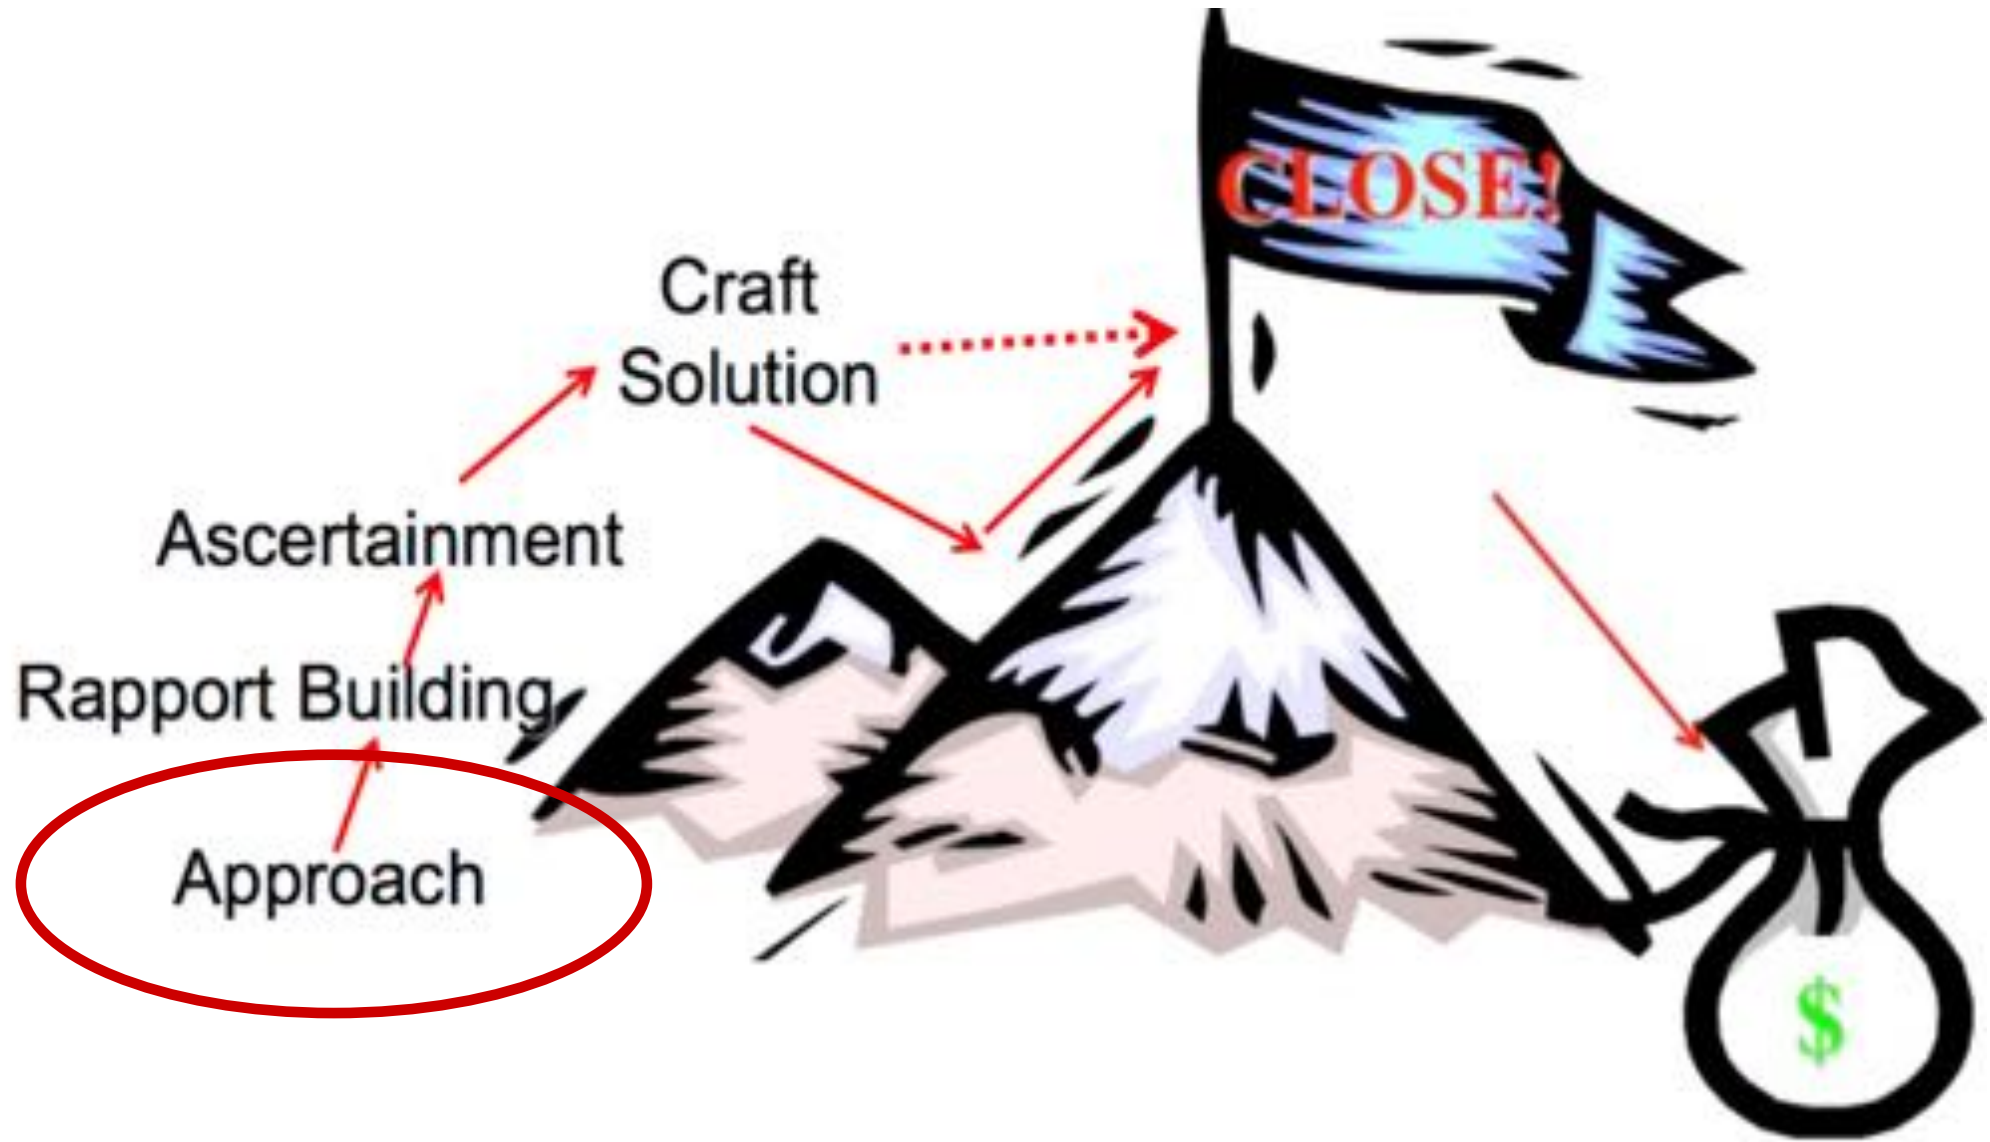 CLOSE!
Craft
Solution
Ascertainment
Rapport Building
Approach
$